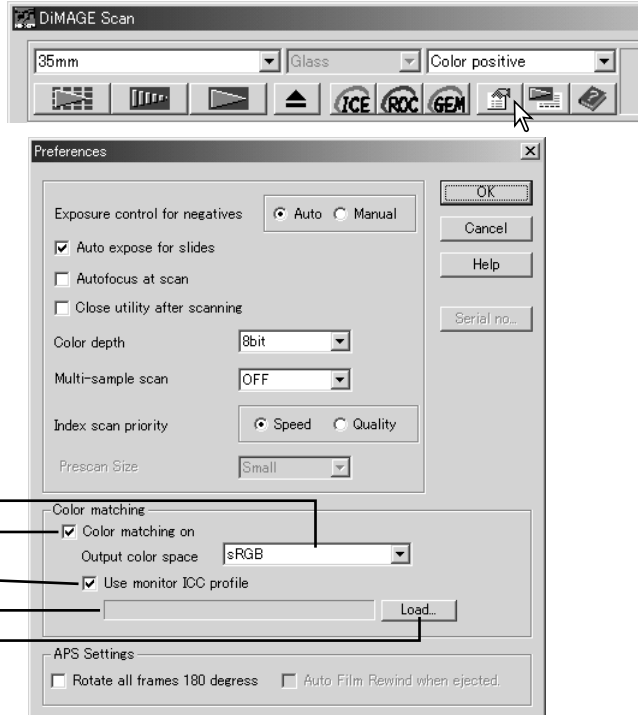 DiMAGE Scan
35mm Glass Color positive
ICE ROC GEM
Preferences
Exposure control for negatives Auto Manual
OK
Auto expose for slides
Cancel
Autofocus at scan
Help
Close utility after scanning
Serial no...
Color depth 8bit
Multi-sample scan OFF
Index scan priority Speed Quality
Prescan Size Small
Color matching
Color matching on
Output color space sRGB
Use monitor ICC profile
Load...
APS Settings
Rotate all frames 180 degress Auto Film Rewind when ejected.